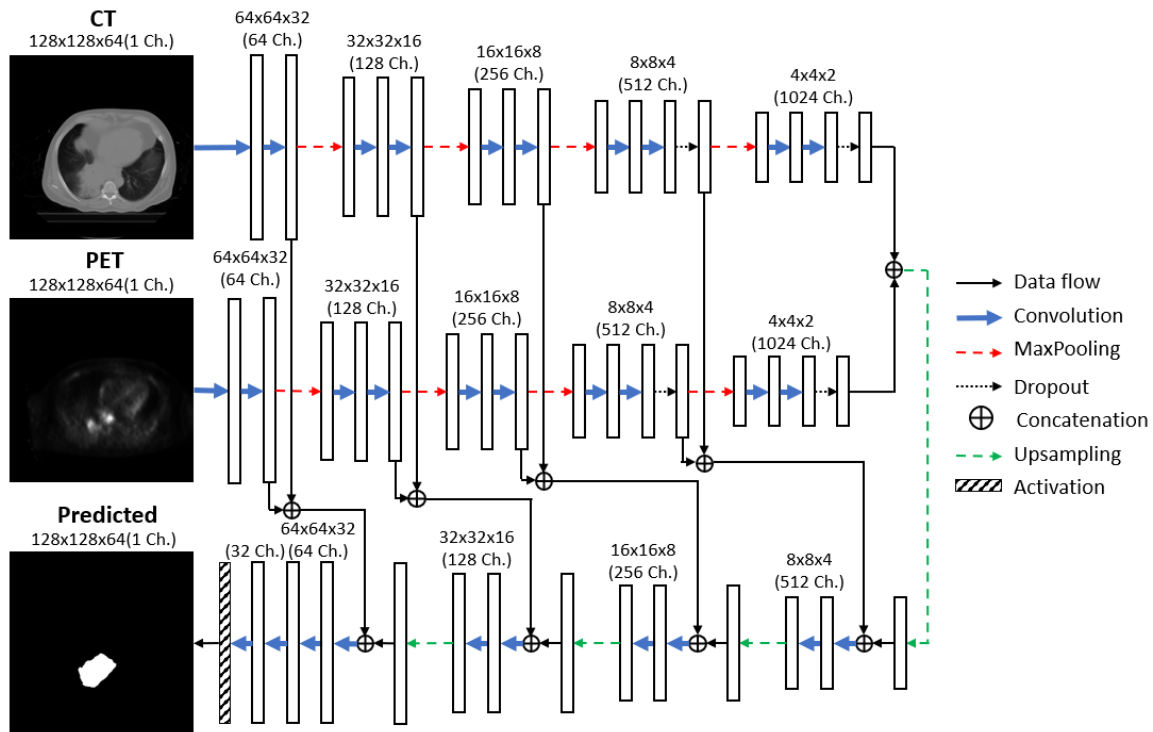 CT
128x128x64(1 Ch.)
64x64x32
(64 Ch.)
32x32x16
(128 Ch.)
16x16x8
(256 Ch.)
8x8x4
(512 Ch.)
4x4x2
(1024 Ch.)
PET
128x128x64(1 Ch.)
64x64x32
(64 Ch.)
32x32x16
(128 Ch.)
16x16x8
(256 Ch.)
8x8x4
(512 Ch.)
4x4x2
(1024 Ch.)
Data flow
Convolution
MaxPooling
Dropout
Concatenation
Upsampling
Activation
Predicted
128x128x64(1 Ch.)
64x64x32
(32 Ch.) (64 Ch.)
32x32x16
(128 Ch.)
16x16x8
(256 Ch.)
8x8x4
(512 Ch.)